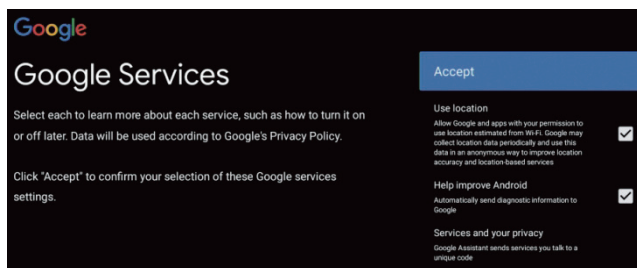 Google
Google Services
Select each to learn more about each service, such as how to turn it on
or off later. Data will be used according to Google's Privacy Policy.
Click "Accept" to confirm your selection of these Google services
settings.
Accept
Use location
Allow Google and apps with your permission to
use location estimated from Wi-Fi. Google may
collect location data periodically and use this
data in an anonymous way to improve location
accuracy and location-based services
Help improve Android
Automatically send diagnostic information to
Google
Services and your privacy
Google Assistant sends services you talk to a
unique code